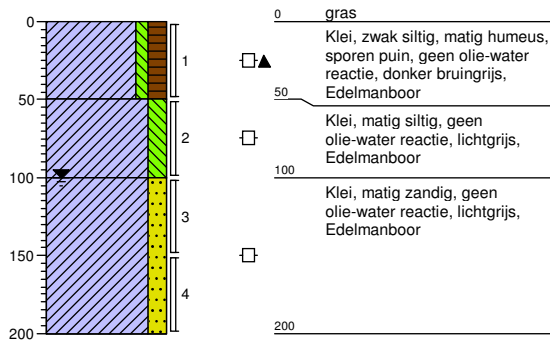 0
50
100
150
200
1
2
3
4
0
gras
Klei, zwak siltig, matig humeus,
sporen puin, geen olie-water
reactie, donker bruingrijs,
Edelmanboor
50
Klei, matig siltig, geen
olie-water reactie, lichtgrijs,
Edelmanboor
100
Klei, matig zandig, geen
olie-water reactie, lichtgrijs,
Edelmanboor
200